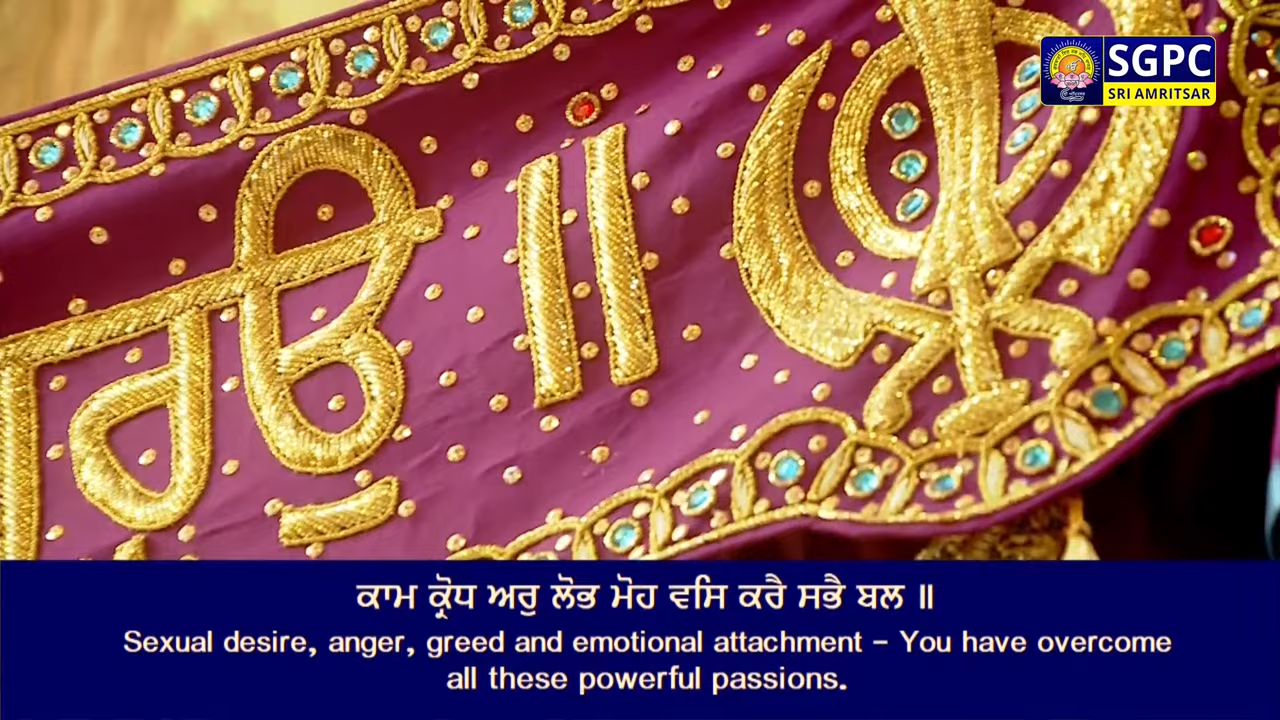 SGPC
SRI AMRITSAR
ਕਾਮ ਕ੍ਰੋਧ ਅਰੁ ਲੋਭ ਮੋਹ ਵਸਿ ਕਰੈ ਸਭੈ ਬਲ ॥
Sexual desire, anger, greed and emotional attachment – You have overcome
all these powerful passions.